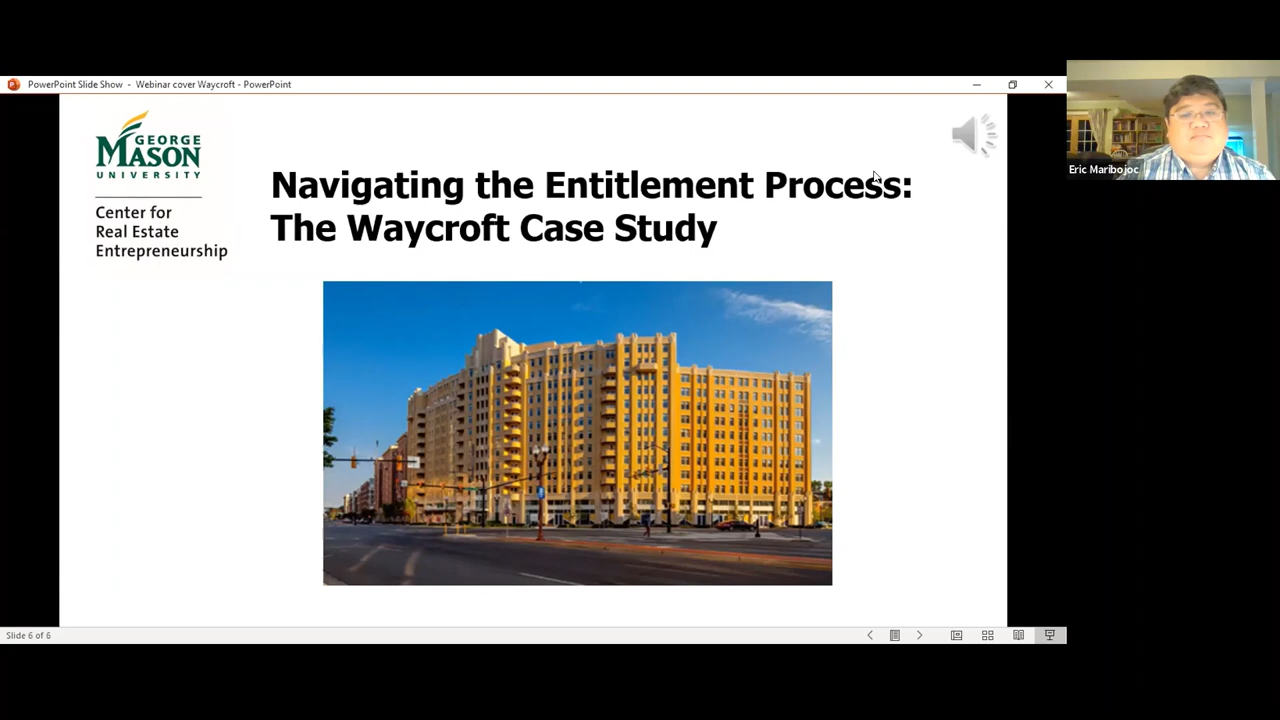 PowerPoint Slide Show - Webinar cover Waycroft - PowerPoint
GEORGE
MASON
UNIVERSITY
Center for
Real Estate
Entrepreneurship
Navigating the Entitlement Process:
The Waycroft Case Study
Eric Maribojoc
Slide 6 of 6